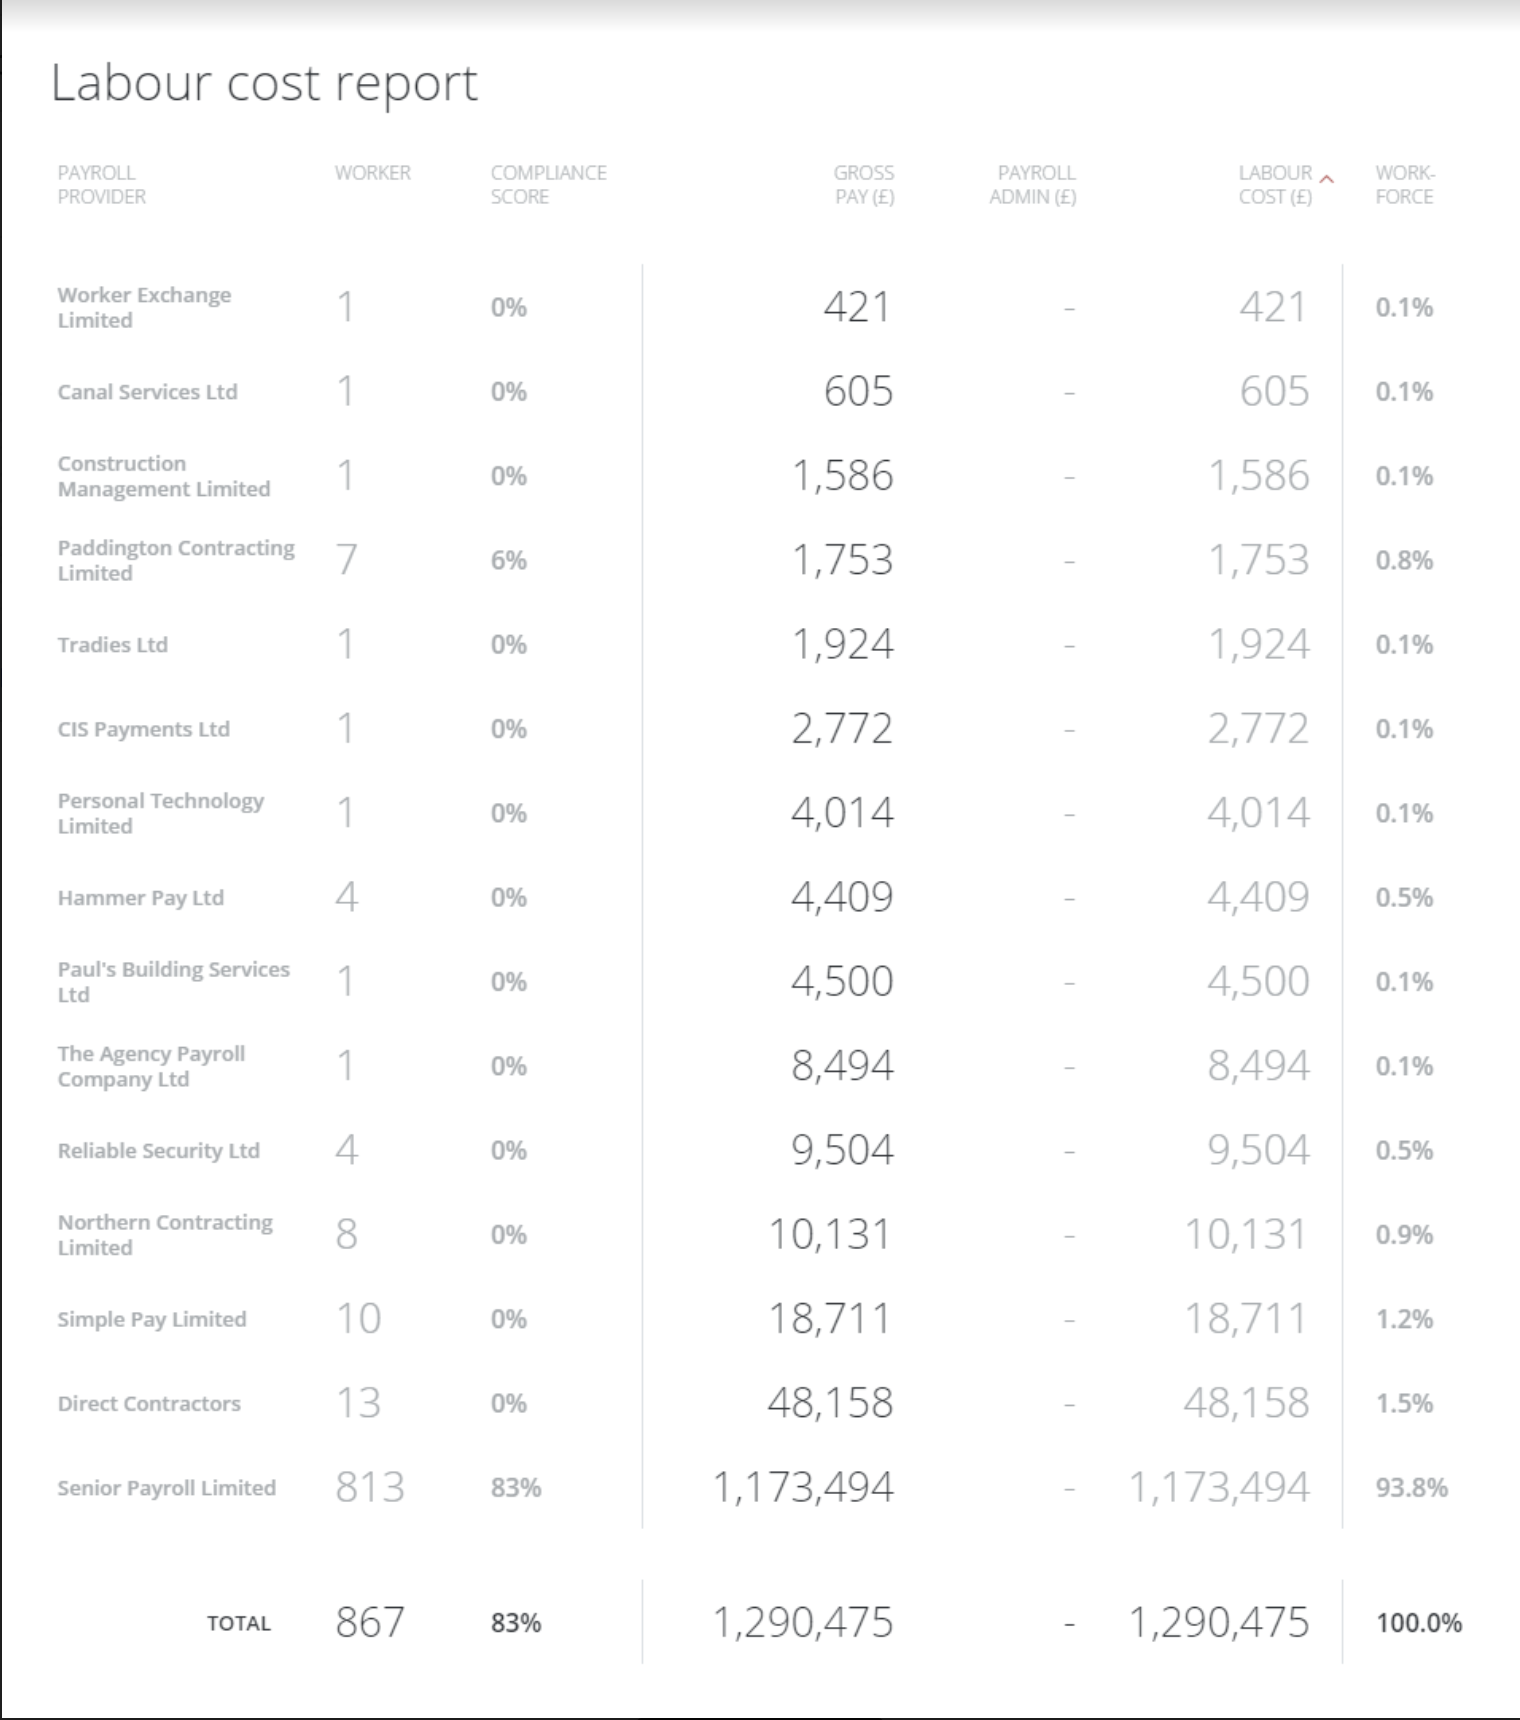 Labour cost report
PAYROLL PROVIDER WORKER COMPLIANCE SCORE GROSS PAY (£) PAYROLL ADMIN (£) LABOUR COST (£) WORK-FORCE
Worker Exchange Limited 1 0% 421 - 421 0.1%
Canal Services Ltd 1 0% 605 - 605 0.1%
Construction Management Limited 1 0% 1,586 - 1,586 0.1%
Paddington Contracting Limited 7 6% 1,753 - 1,753 0.8%
Tradies Ltd 1 0% 1,924 - 1,924 0.1%
CIS Payments Ltd 1 0% 2,772 - 2,772 0.1%
Personal Technology Limited 1 0% 4,014 - 4,014 0.1%
Hammer Pay Ltd 4 0% 4,409 - 4,409 0.5%
Paul's Building Services Ltd 1 0% 4,500 - 4,500 0.1%
The Agency Payroll Company Ltd 1 0% 8,494 - 8,494 0.1%
Reliable Security Ltd 4 0% 9,504 - 9,504 0.5%
Northern Contracting Limited 8 0% 10,131 - 10,131 0.9%
Simple Pay Limited 10 0% 18,711 - 18,711 1.2%
Direct Contractors 13 0% 48,158 - 48,158 1.5%
Senior Payroll Limited 813 83% 1,173,494 - 1,173,494 93.8%
TOTAL 867 83% 1,290,475 - 1,290,475 100.0%